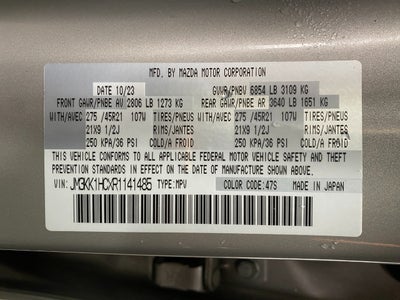 MFD. BY MAZDA MOTOR CORPORATION
DATE 10/23 GVWR/PNBV 6854 LB 3109 KG
FRONT GAWR/PNBE AV 2806 LB 1273 KG REAR GAWR/PNBE AR 3640 LB 1651 KG
WITH/AVEC 275 /45R21 107W TIRES/PNEUS WITH/AVEC 275 /45R21 107W TIRES/PNEUS
21X9 1/2J RIMS/JANTES 21X9 1/2J RIMS/JANTES
250 KPA/36 PSI COLD/A FROID 250 KPA/36 PSI COLD/A FROID
THIS VEHICLE CONFORMS TO ALL APPLICABLE FEDERAL MOTOR VEHICLE SAFETY AND THEFT
PREVENTION STANDARDS IN EFFECT ON THE DATE OF MANUFACTURE SHOWN ABOVE.
JM3KK1HCXR1141485 TYPE:MPV COLOR CODE:47S MADE IN JAPAN